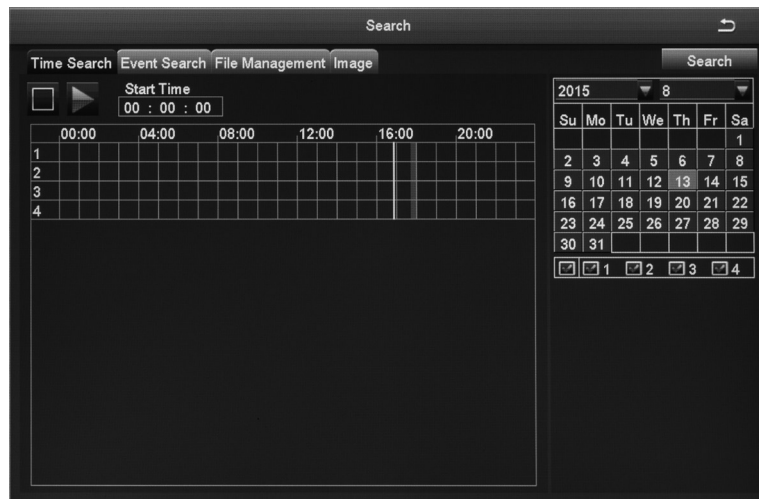 Search
Time Search Event Search File Management Image
Search
Start Time
00 : 00 : 00
00:00 04:00 08:00 12:00 16:00 20:00
1
2
3
4
2015 8
Su Mo Tu We Th Fr Sa
1
2 3 4 5 6 7 8
9 10 11 12 13 14 15
16 17 18 19 20 21 22
23 24 25 26 27 28 29
30 31
1 2 3 4